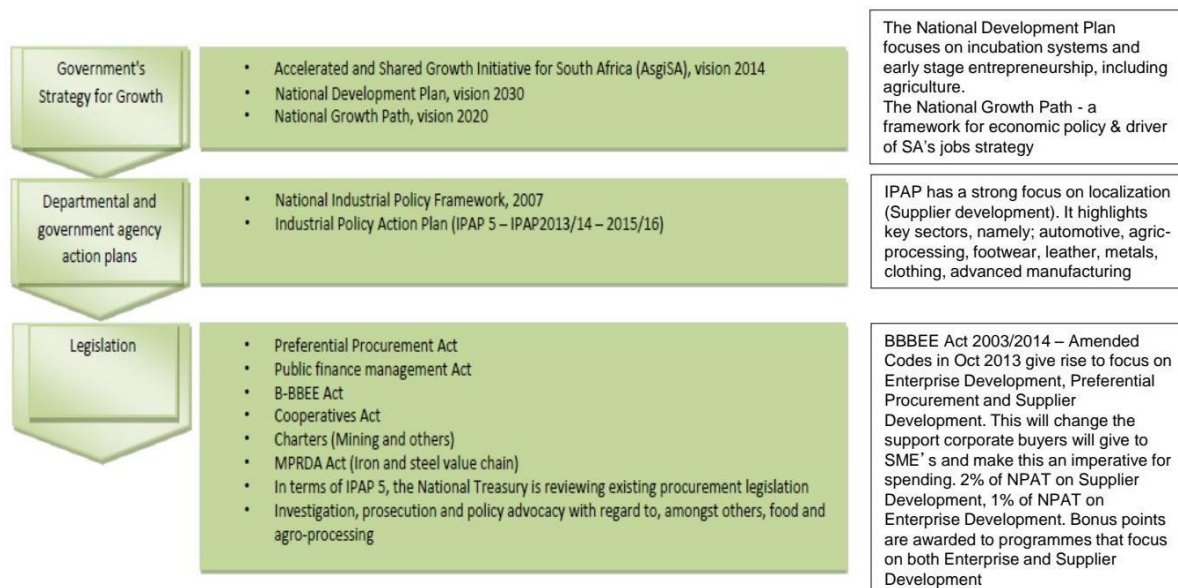 Government's
Strategy for Growth
• Accelerated and Shared Growth Initiative for South Africa (AsgiSA), vision 2014
• National Development Plan, vision 2030
• National Growth Path, vision 2020
The National Development Plan
focuses on incubation systems and
early stage entrepreneurship, including
agriculture.
The National Growth Path - a
framework for economic policy & driver
of SA's jobs strategy
Departmental and
government agency
action plans
• National Industrial Policy Framework, 2007
• Industrial Policy Action Plan (IPAP 5 – IPAP2013/14 – 2015/16)
IPAP has a strong focus on localization
(Supplier development). It highlights
key sectors, namely; automotive, agric-
processing, footwear, leather, metals,
clothing, advanced manufacturing
Legislation
• Preferential Procurement Act
• Public finance management Act
• B-BBEE Act
• Cooperatives Act
• Charters (Mining and others)
• MPRDA Act (Iron and steel value chain)
• In terms of IPAP 5, the National Treasury is reviewing existing procurement legislation
• Investigation, prosecution and policy advocacy with regard to, amongst others, food and
agro-processing
BBBEE Act 2003/2014 – Amended
Codes in Oct 2013 give rise to focus on
Enterprise Development, Preferential
Procurement and Supplier
Development. This will change the
support corporate buyers will give to
SME's and make this an imperative for
spending. 2% of NPAT on Supplier
Development, 1% of NPAT on
Enterprise Development. Bonus points
are awarded to programmes that focus
on both Enterprise and Supplier
Development